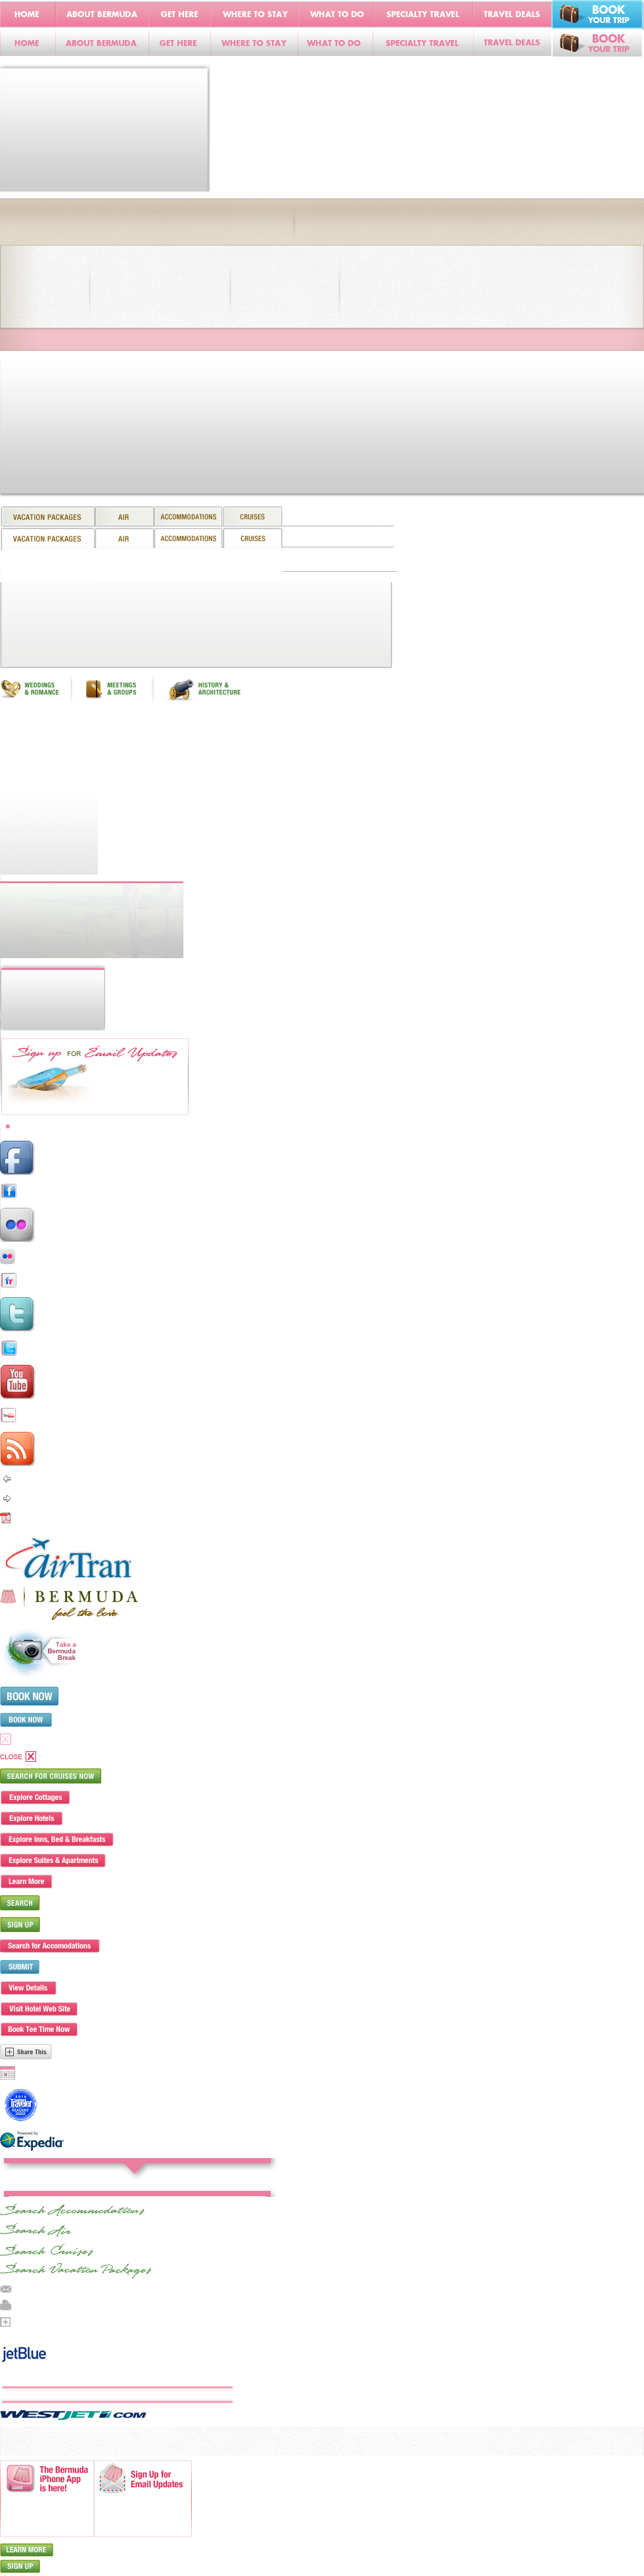 HOME ABOUT BERMUDA GET HERE WHERE TO STAY WHAT TO DO SPECIALTY TRAVEL TRAVEL DEALS BOOK YOUR TRIP
HOME ABOUT BERMUDA GET HERE WHERE TO STAY WHAT TO DO SPECIALTY TRAVEL TRAVEL DEALS BOOK YOUR TRIP
VACATION PACKAGES AIR ACCOMMODATIONS CRUISES
VACATION PACKAGES AIR ACCOMMODATIONS CRUISES
WEDDINGS & ROMANCE
MEETINGS & GROUPS
HISTORY & ARCHITECTURE
Sign up FOR Email Updates
You
Tube
airTran
BERMUDA
feel the love
Take a
Bermuda
Break
BOOK NOW
BOOK NOW
CLOSE
SEARCH FOR CRUISES NOW
Explore Cottages
Explore Hotels
Explore Inns, Bed & Breakfasts
Explore Suites & Apartments
Learn More
SEARCH
SIGN UP
Search for Accomodations
SUBMIT
View Details
Visit Hotel Web Site
Book Tee Time Now
Share This
Traveler
Powered by
Expedia
Search Accommodations
Search Air
Search Cruises
Search Vacation Packages
jetBlue
WESTJET.COM
The Bermuda
iPhone App
is here!
GUIDE
Sign Up for
Email Updates
LEARN MORE
SIGN UP